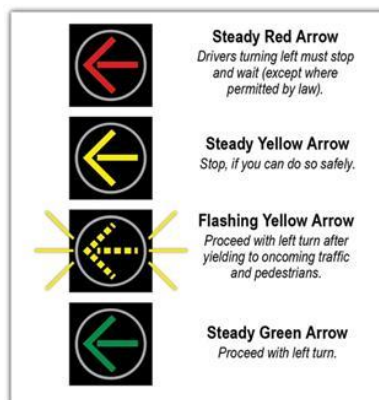 Steady Red Arrow
Drivers turning left must stop
and wait (except where
permitted by law).
Steady Yellow Arrow
Stop, if you can do so safely.
Flashing Yellow Arrow
Proceed with left turn after
yielding to oncoming traffic
and pedestrians.
Steady Green Arrow
Proceed with left turn.